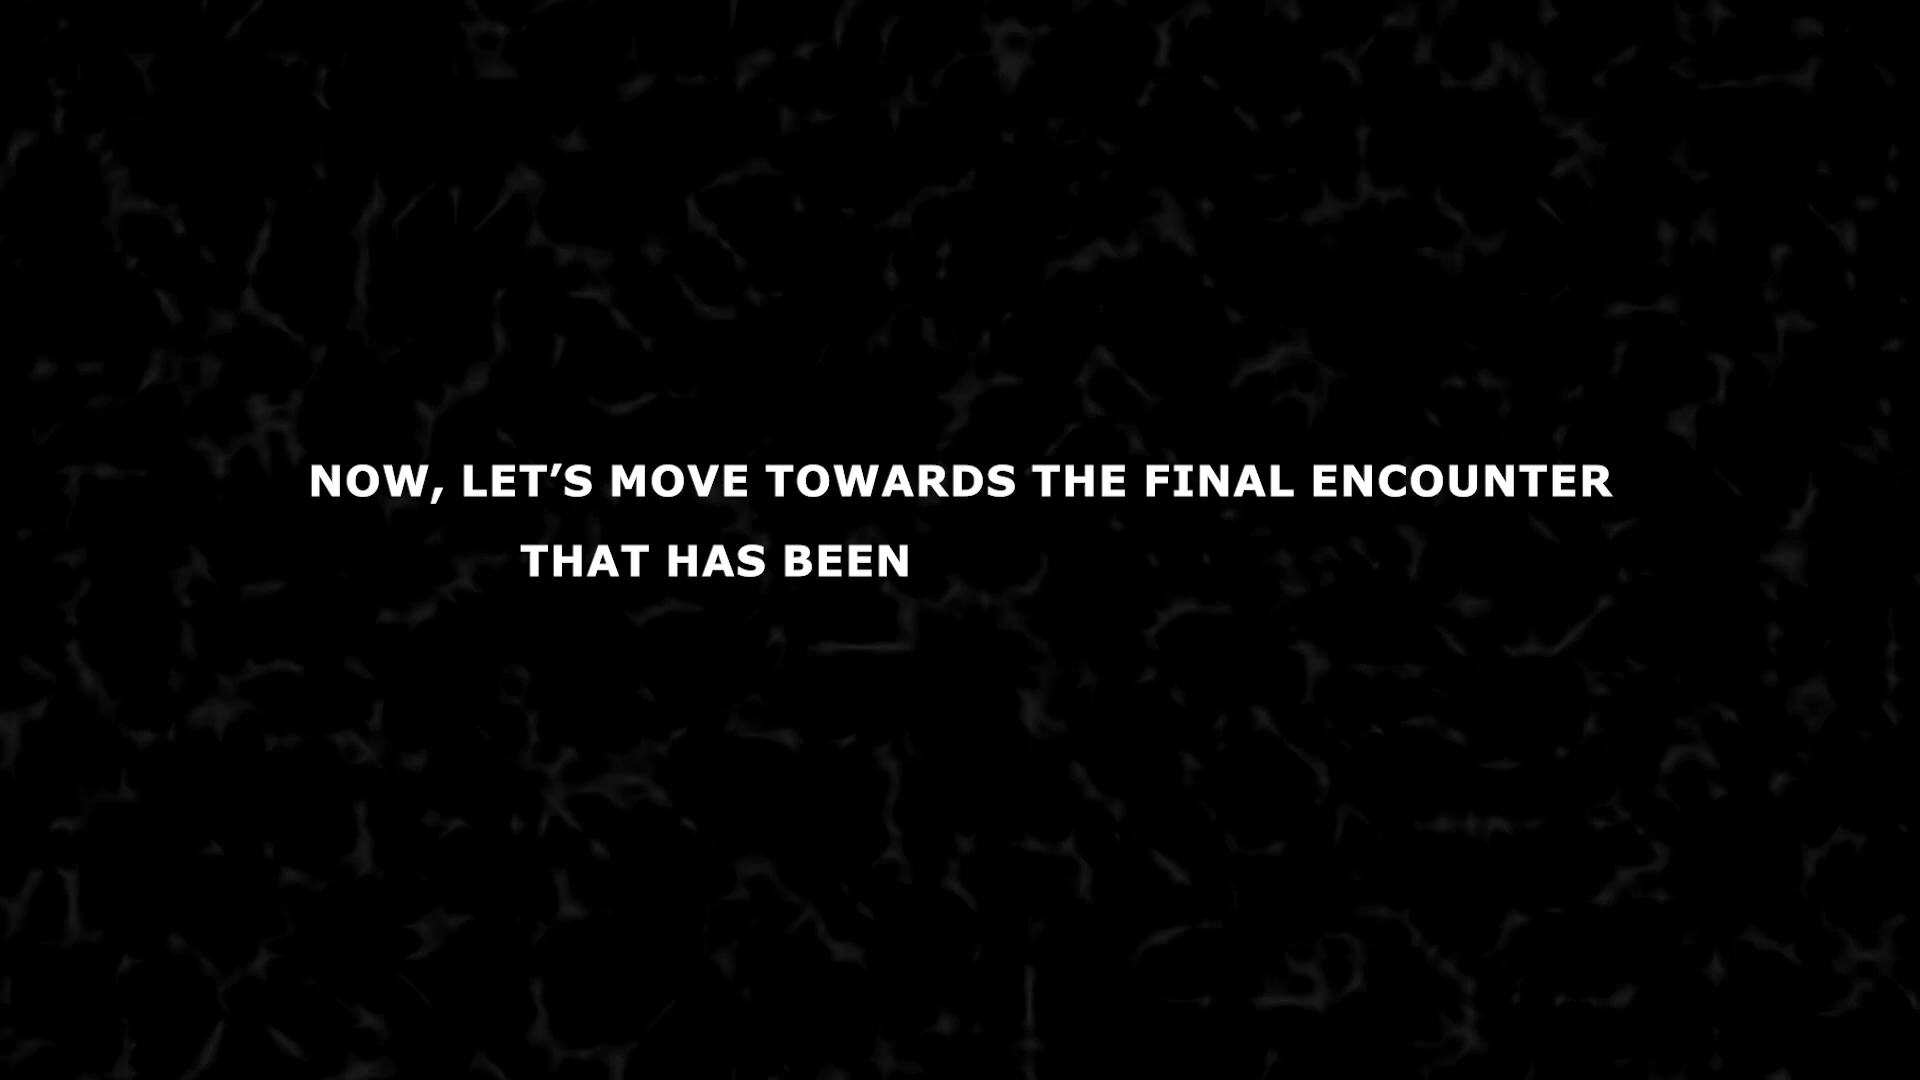 NOW, LET’S MOVE TOWARDS THE FINAL ENCOUNTER
THAT HAS BEEN